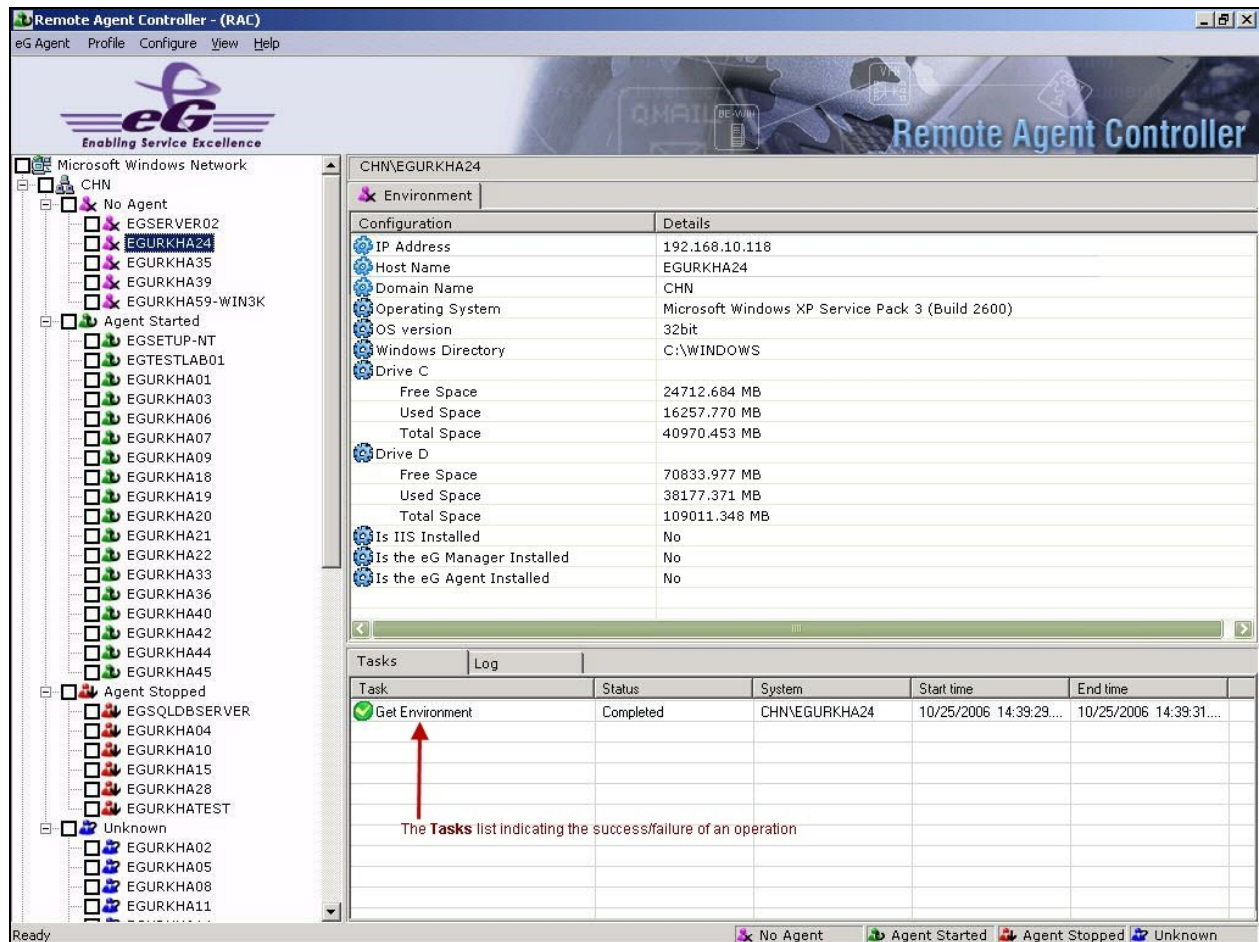 Remote Agent Controller - (RAC)
eG Agent Profile Configure View Help
eG
Enabling Service Excellence
QMAIL
BE-WIN
Remote Agent Controller
Microsoft Windows Network
CHN
No Agent
EGSERVER02
EGURKHA24
EGURKHA35
EGURKHA39
EGURKHA59-WIN3K
Agent Started
EGSETUP-NT
EGTESTLAB01
EGURKHA01
EGURKHA03
EGURKHA06
EGURKHA07
EGURKHA09
EGURKHA18
EGURKHA19
EGURKHA20
EGURKHA21
EGURKHA22
EGURKHA33
EGURKHA36
EGURKHA40
EGURKHA42
EGURKHA44
EGURKHA45
Agent Stopped
EGSQLDBSERVER
EGURKHA04
EGURKHA10
EGURKHA15
EGURKHA28
EGURKHATEST
Unknown
EGURKHA02
EGURKHA05
EGURKHA08
EGURKHA11
CHN\EGURKHA24
Environment
Configuration Details
IP Address 192.168.10.118
Host Name EGURKHA24
Domain Name CHN
Operating System Microsoft Windows XP Service Pack 3 (Build 2600)
OS version 32bit
Windows Directory C:\WINDOWS
Drive C
Free Space 24712.684 MB
Used Space 16257.770 MB
Total Space 40970.453 MB
Drive D
Free Space 70833.977 MB
Used Space 38177.371 MB
Total Space 109011.348 MB
Is IIS Installed No
Is the eG Manager Installed No
Is the eG Agent Installed No
Tasks Log
Task Status System Start time End time
Get Environment Completed CHN\EGURKHA24 10/25/2006 14:39:29.... 10/25/2006 14:39:31....
The Tasks list indicating the success/failure of an operation
Ready No Agent Agent Started Agent Stopped Unknown